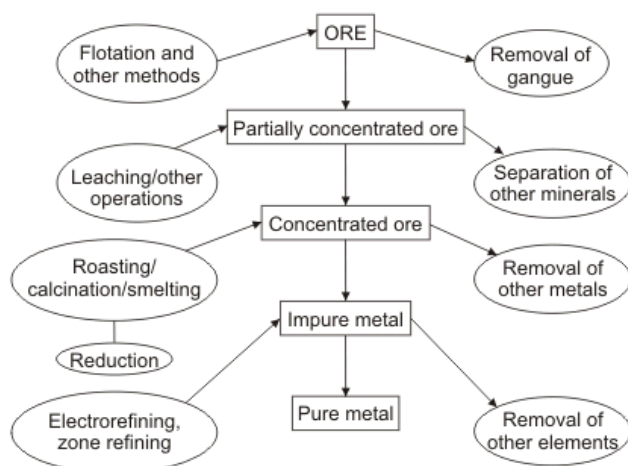 Flotation and
other methods
ORE
Removal of
gangue
Partially concentrated ore
Leaching/other
operations
Separation of
other minerals
Concentrated ore
Roasting/
calcination/smelting
Removal of
other metals
Impure metal
Reduction
Electrorefining,
zone refining
Pure metal
Removal of
other elements